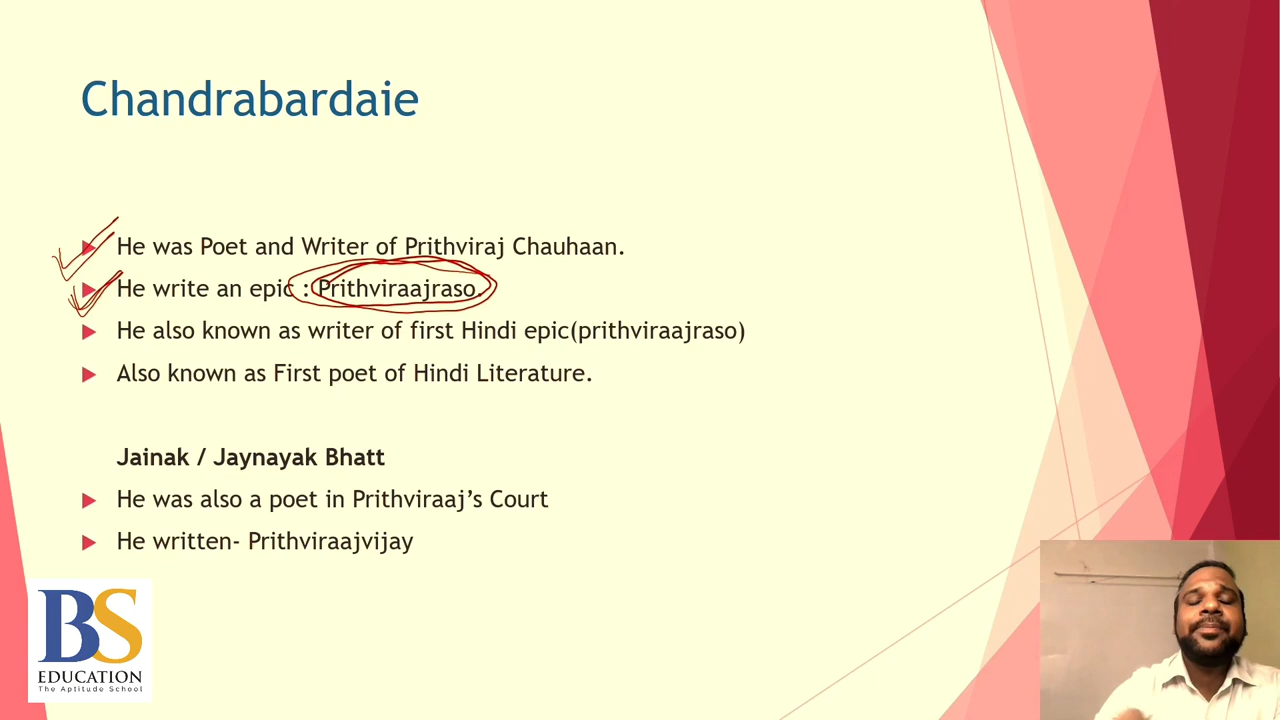 Chandrabardaie
He was Poet and Writer of Prithviraj Chauhaan.
He write an epic : Prithviraajraso.
He also known as writer of first Hindi epic(prithviraajraso)
Also known as First poet of Hindi Literature.
Jainak / Jaynayak Bhatt
He was also a poet in Prithviraaj’s Court
He written- Prithviraajvijay
BS
EDUCATION
The Aptitude School